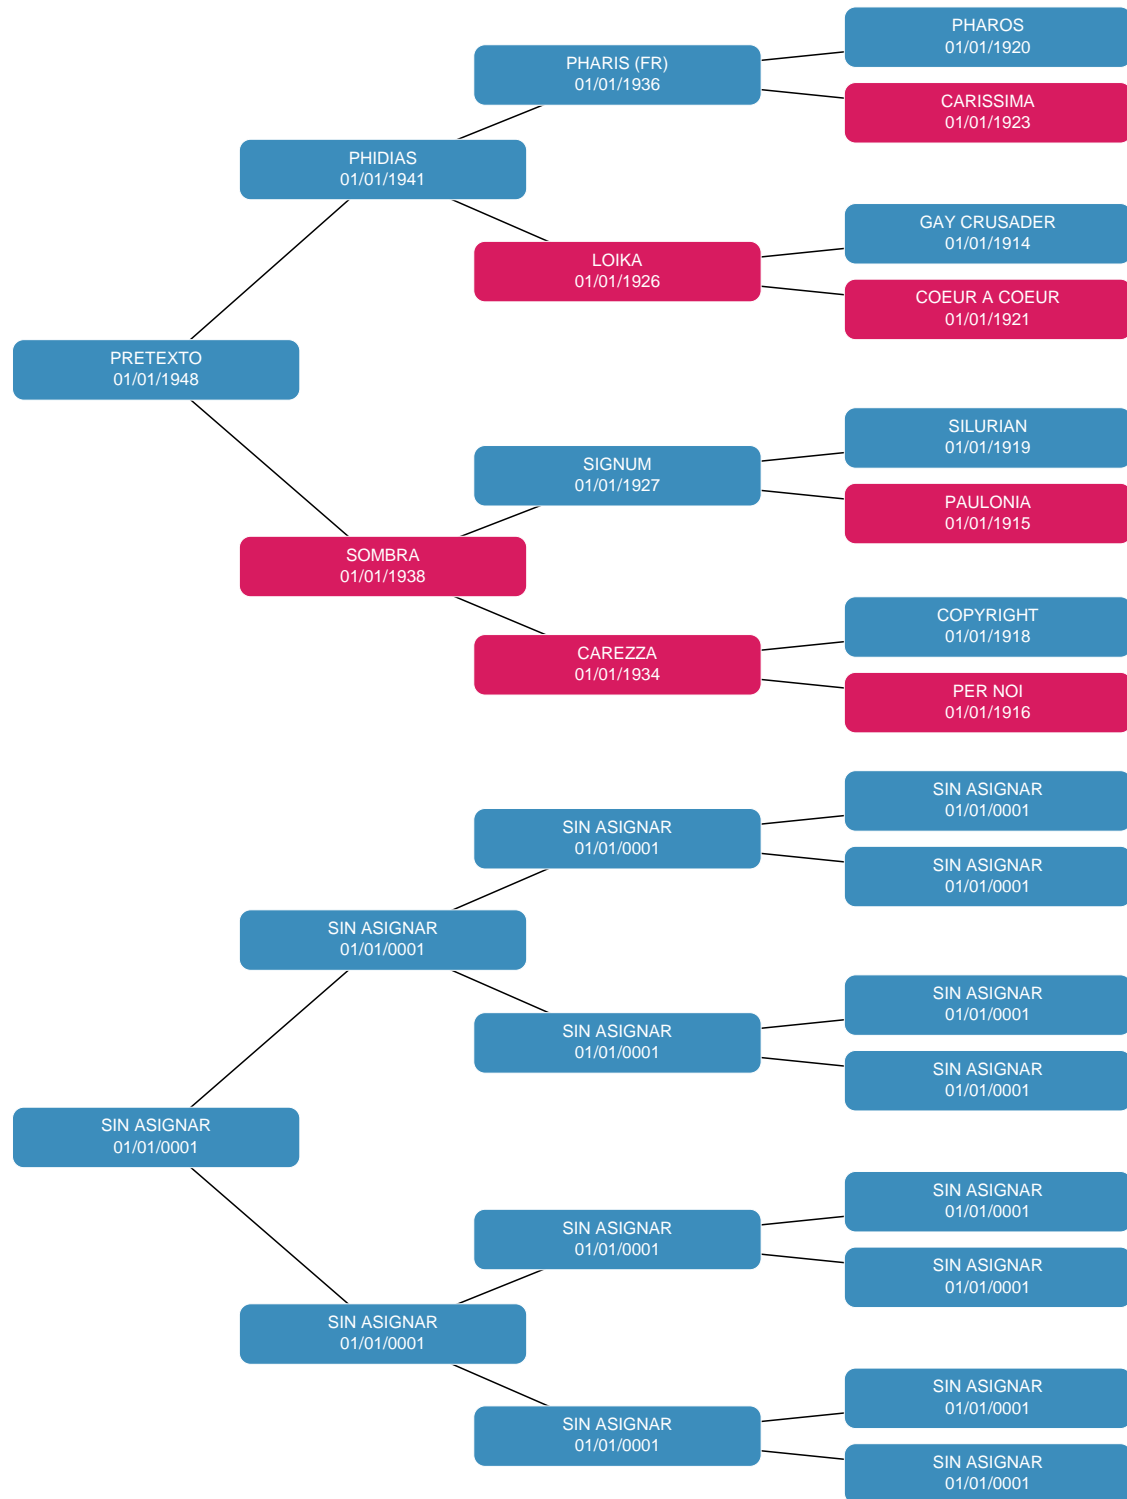 PHAROS
01/01/1920
PHARIS (FR)
01/01/1936
CARISSIMA
01/01/1923
PHIDIAS
01/01/1941
GAY CRUSADER
01/01/1914
LOIKA
01/01/1926
COEUR A COEUR
01/01/1921
PRETEXTO
01/01/1948
SILURIAN
01/01/1919
SIGNUM
01/01/1927
PAULONIA
01/01/1915
SOMBRA
01/01/1938
COPYRIGHT
01/01/1918
CAREZZA
01/01/1934
PER NOI
01/01/1916
SIN ASIGNAR
01/01/0001
SIN ASIGNAR
01/01/0001
SIN ASIGNAR
01/01/0001
SIN ASIGNAR
01/01/0001
SIN ASIGNAR
01/01/0001
SIN ASIGNAR
01/01/0001
SIN ASIGNAR
01/01/0001
SIN ASIGNAR
01/01/0001
SIN ASIGNAR
01/01/0001
SIN ASIGNAR
01/01/0001
SIN ASIGNAR
01/01/0001
SIN ASIGNAR
01/01/0001
SIN ASIGNAR
01/01/0001
SIN ASIGNAR
01/01/0001
SIN ASIGNAR
01/01/0001